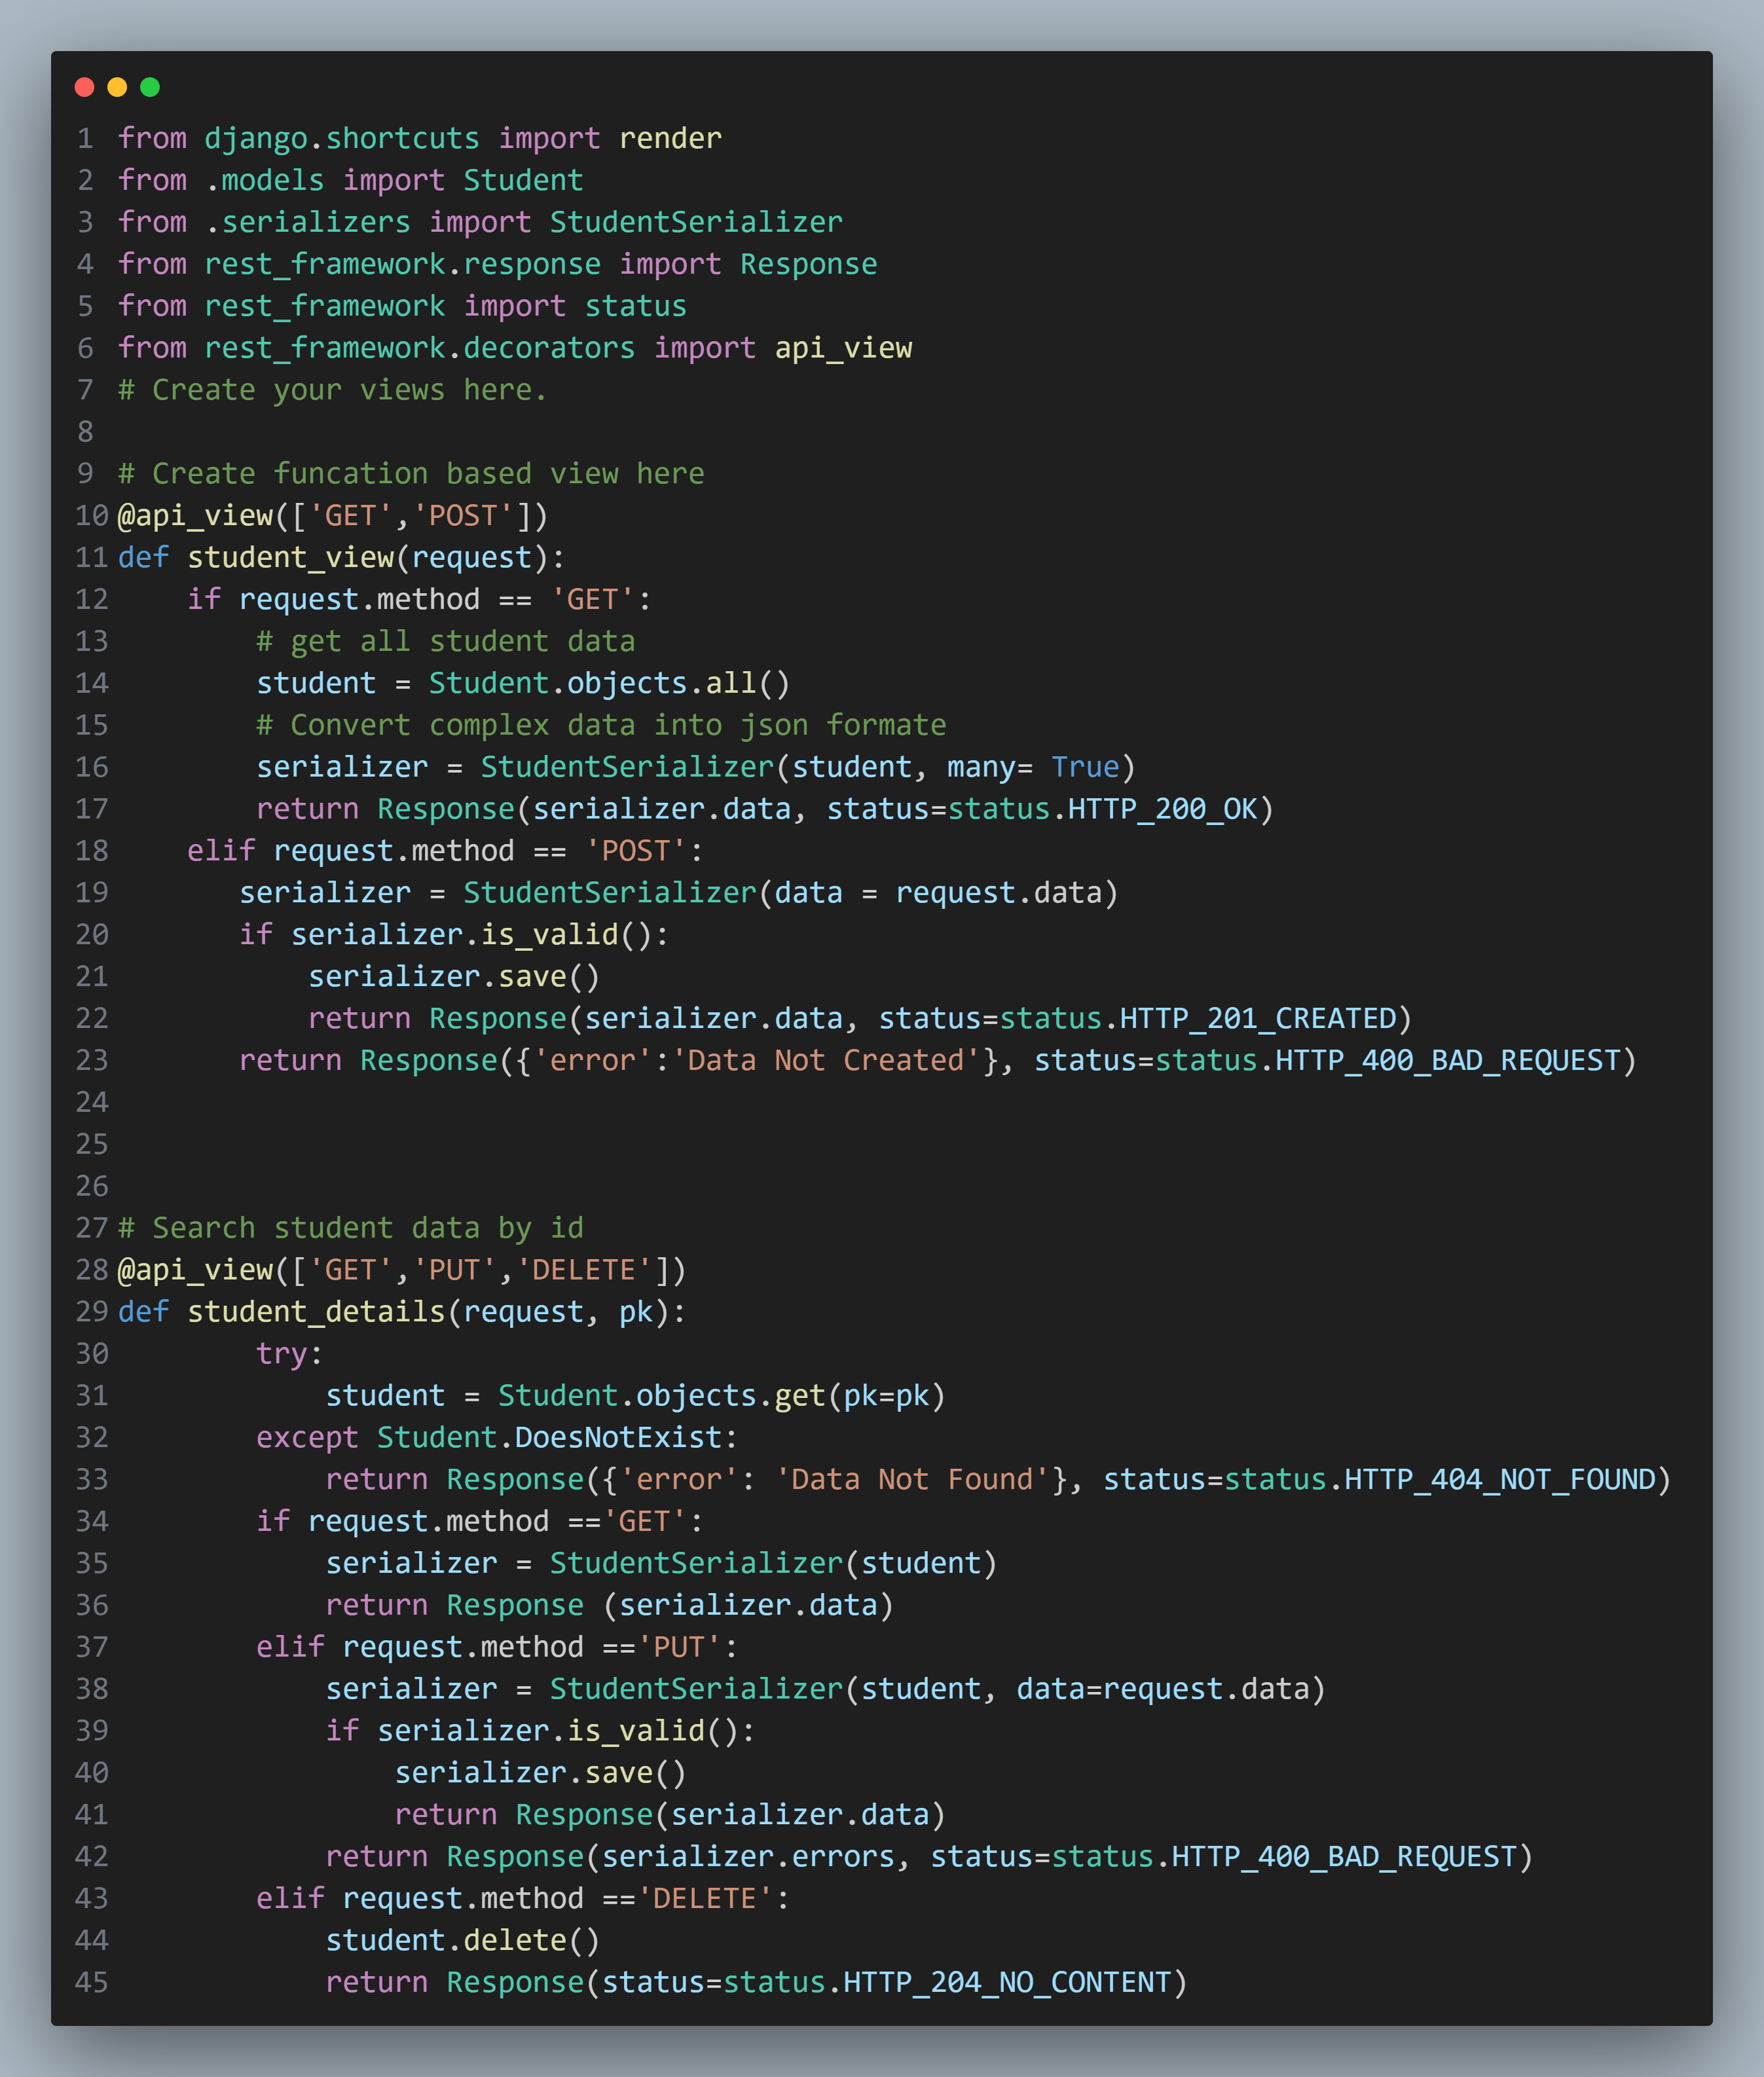 1 from django.shortcuts import render
2 from .models import Student
3 from .serializers import StudentSerializer
4 from rest_framework.response import Response
5 from rest_framework import status
6 from rest_framework.decorators import api_view
7 # Create your views here.
8
9 # Create funcation based view here
10 @api_view(['GET','POST'])
11 def student_view(request):
12     if request.method == 'GET':
13         # get all student data
14         student = Student.objects.all()
15         # Convert complex data into json formate
16         serializer = StudentSerializer(student, many= True)
17         return Response(serializer.data, status=status.HTTP_200_OK)
18     elif request.method == 'POST':
19        serializer = StudentSerializer(data = request.data)
20        if serializer.is_valid():
21            serializer.save()
22            return Response(serializer.data, status=status.HTTP_201_CREATED)
23        return Response({'error':'Data Not Created'}, status=status.HTTP_400_BAD_REQUEST)
24
25
26
27 # Search student data by id
28 @api_view(['GET','PUT','DELETE'])
29 def student_details(request, pk):
30         try:
31             student = Student.objects.get(pk=pk)
32         except Student.DoesNotExist:
33             return Response({'error': 'Data Not Found'}, status=status.HTTP_404_NOT_FOUND)
34         if request.method =='GET':
35             serializer = StudentSerializer(student)
36             return Response (serializer.data)
37         elif request.method =='PUT':
38             serializer = StudentSerializer(student, data=request.data)
39             if serializer.is_valid():
40                 serializer.save()
41                 return Response(serializer.data)
42             return Response(serializer.errors, status=status.HTTP_400_BAD_REQUEST)
43         elif request.method =='DELETE':
44             student.delete()
45             return Response(status=status.HTTP_204_NO_CONTENT)